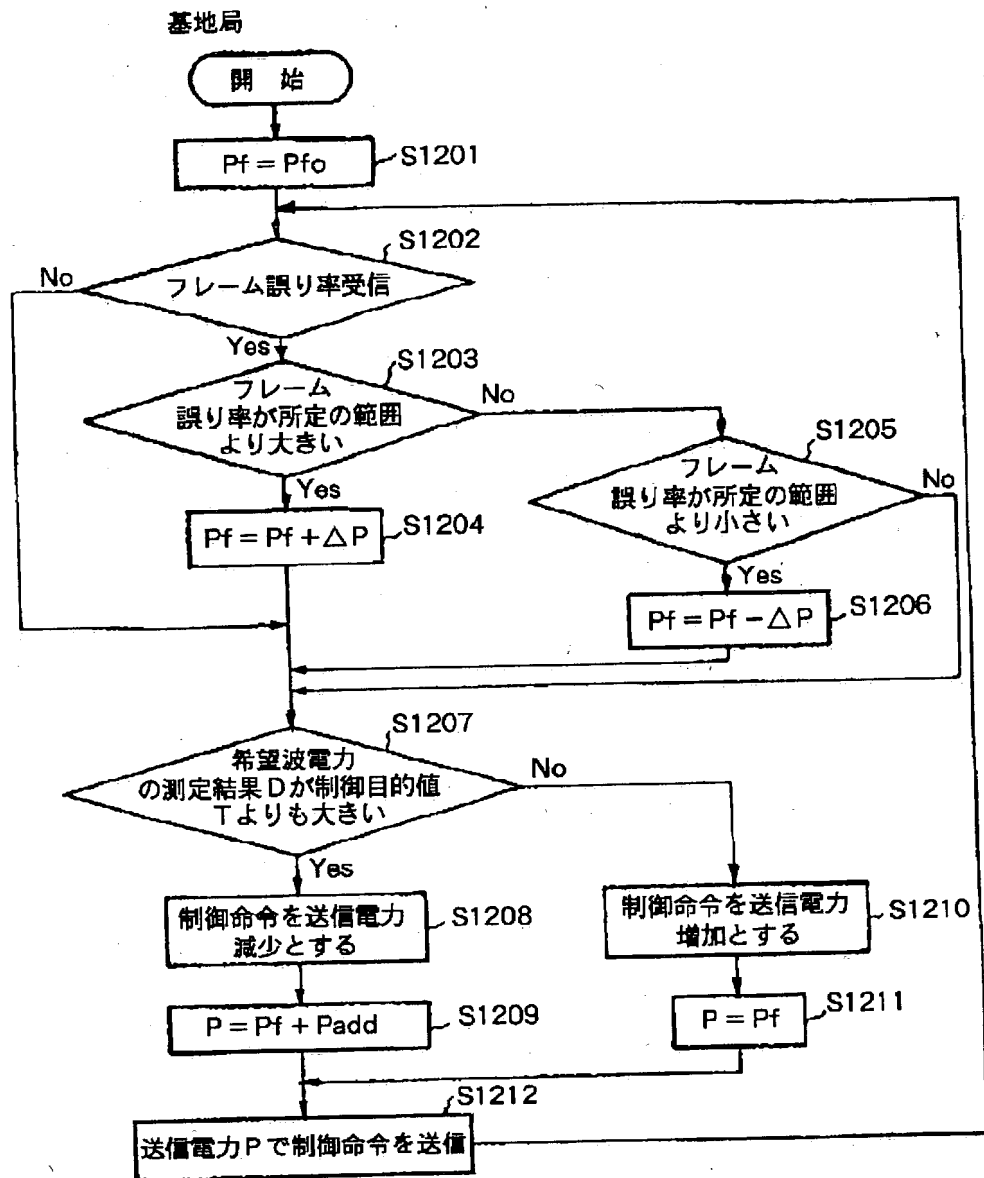 基地局
開 始
Pf = Pfo
S1201
S1202
フレーム誤り率受信
No
Yes
S1203
フレーム
誤り率が所定の範囲
より大きい
No
Yes
S1204
Pf = Pf + △P
S1205
フレーム
誤り率が所定の範囲
より小さい
No
Yes
Pf = Pf − △P
S1206
S1207
希望波電力
の測定結果Dが制御目的値
Tよりも大きい
No
Yes
制御命令を送信電力
減少とする
S1208
制御命令を送信電力
増加とする
S1210
P = Pf + Padd
S1209
P = Pf
S1211
S1212
送信電力Pで制御命令を送信